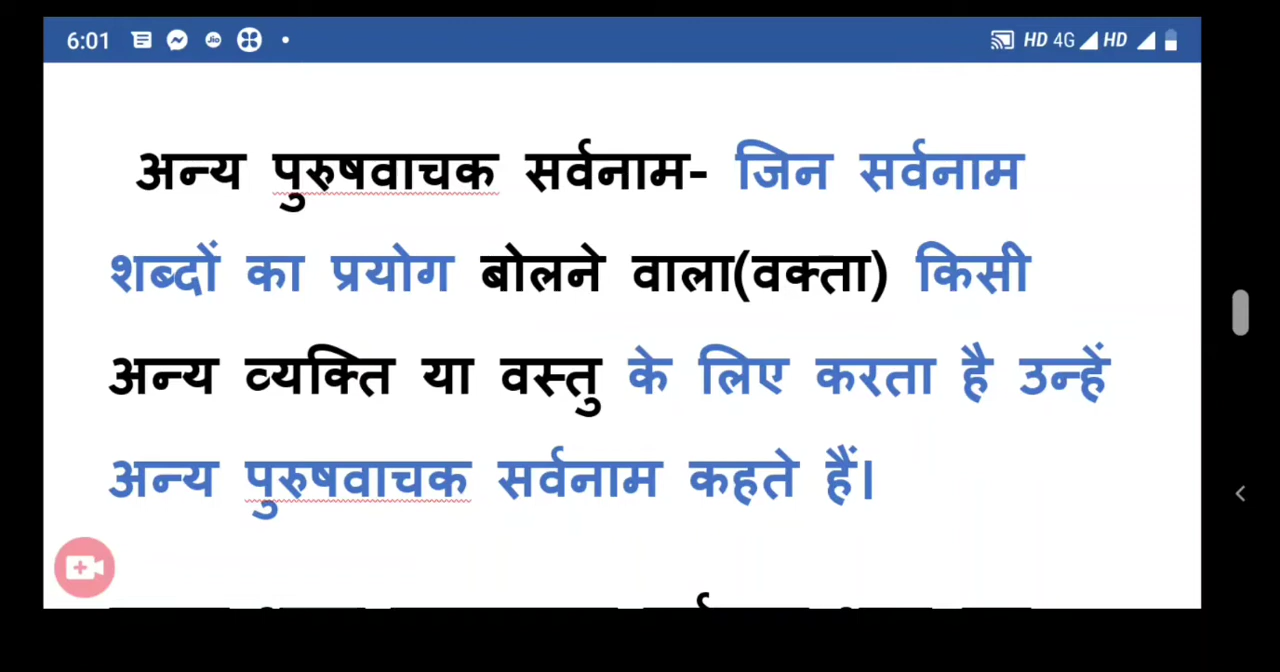 6:01 Jio HD 4G HD
अन्य पुरुषवाचक सर्वनाम- जिन सर्वनाम
शब्दों का प्रयोग बोलने वाला(वक्ता) किसी
अन्य व्यक्ति या वस्तु के लिए करता है उन्हें
अन्य पुरुषवाचक सर्वनाम कहते हैं।